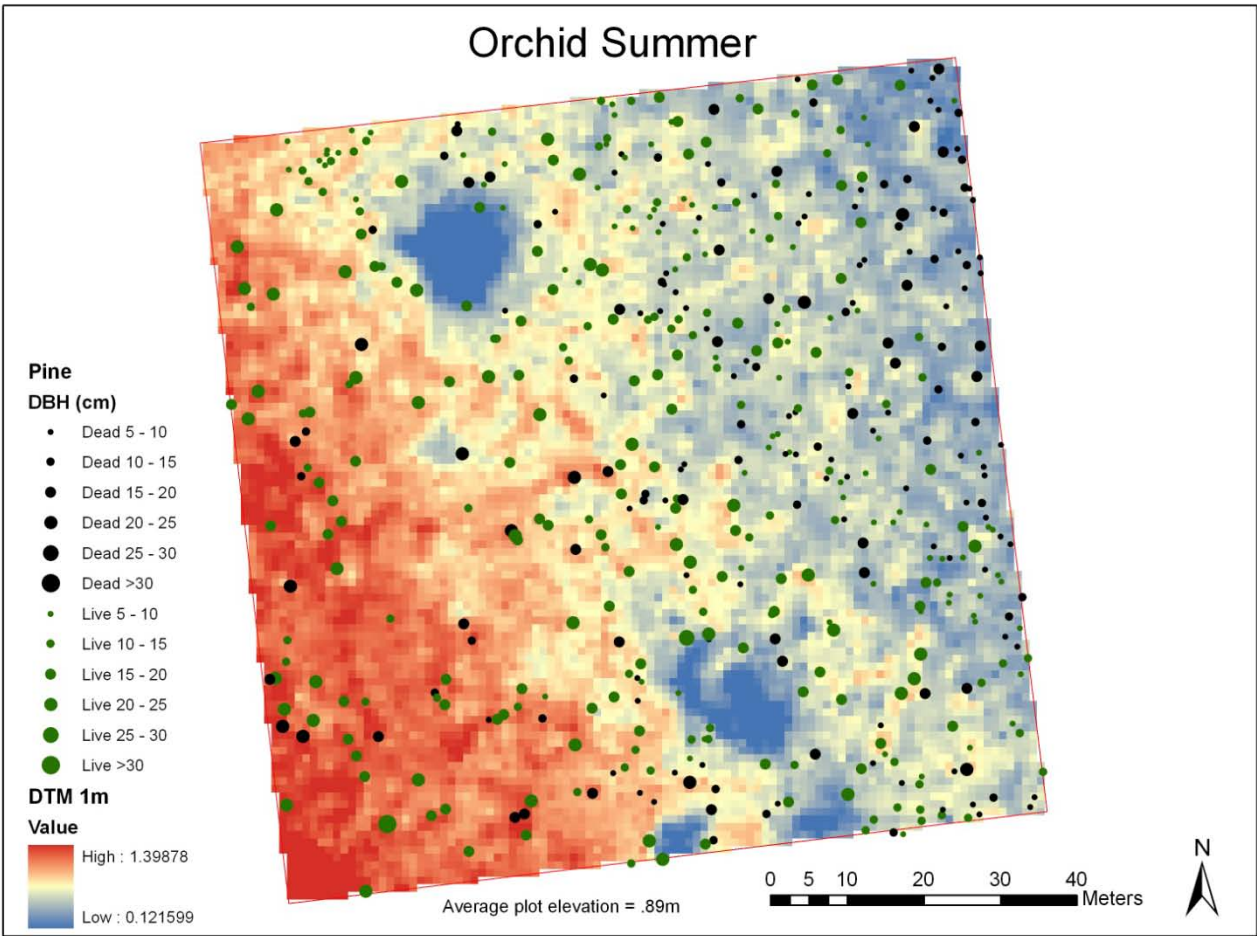 Orchid Summer
Pine
DBH (cm)
Dead 5 - 10
Dead 10 - 15
Dead 15 - 20
Dead 20 - 25
Dead 25 - 30
Dead >30
Live 5 - 10
Live 10 - 15
Live 15 - 20
Live 20 - 25
Live 25 - 30
Live >30
DTM 1m
Value
High : 1.39878
Low : 0.121599
Average plot elevation = .89m
0 5 10 20 30 40
Meters
N